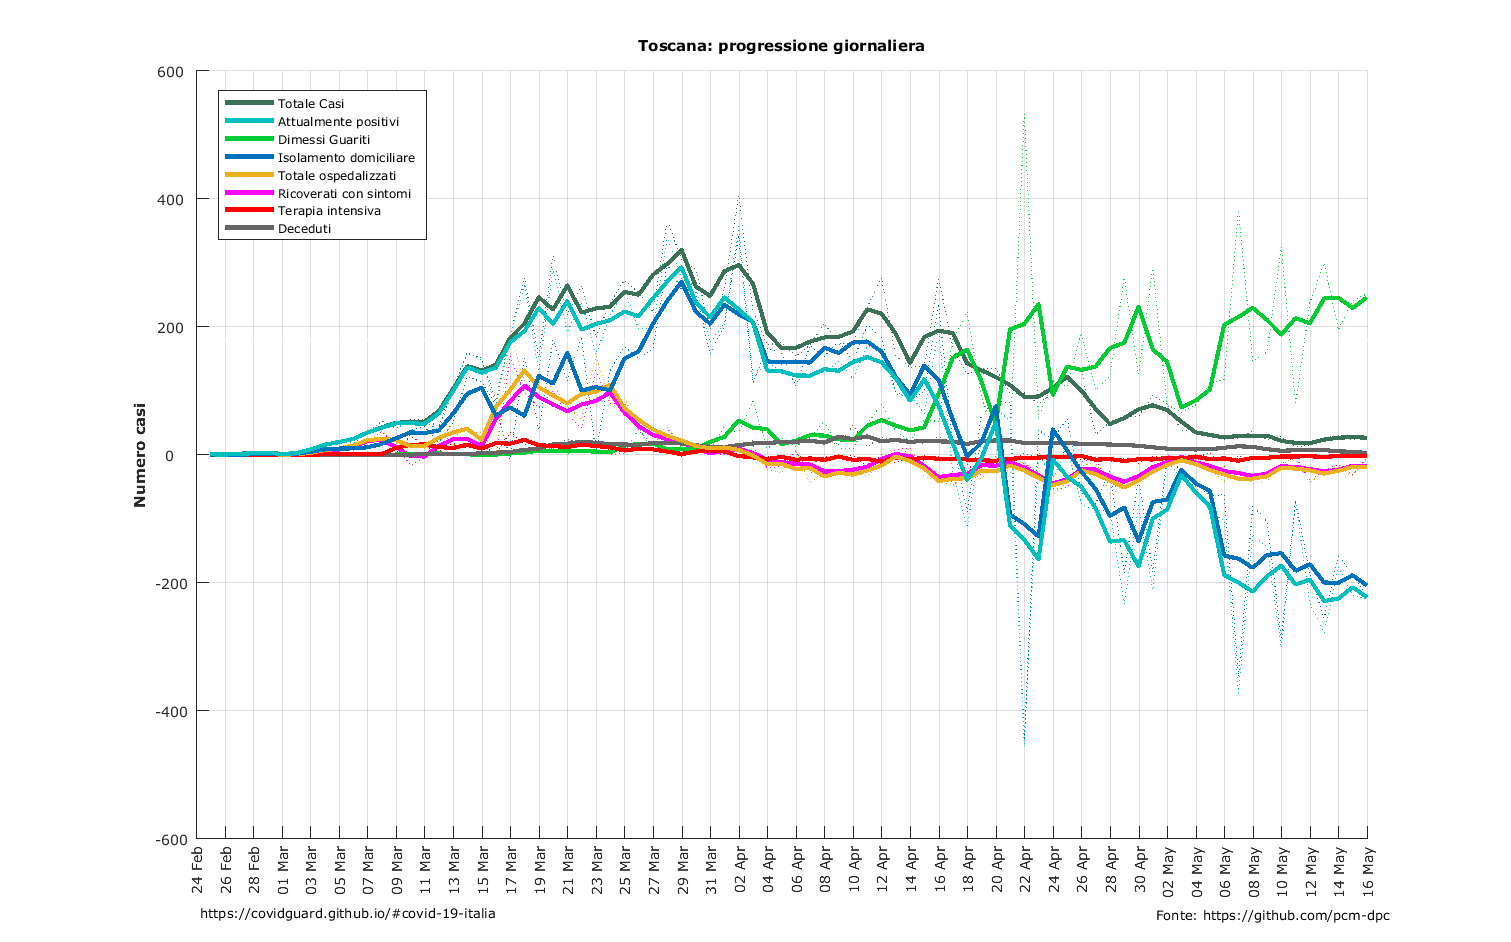 Toscana: progressione giornaliera
600
400
200
0
-200
-400
-600
Numero casi
Totale Casi
Attualmente positivi
Dimessi Guariti
Isolamento domiciliare
Totale ospedalizzati
Ricoverati con sintomi
Terapia intensiva
Deceduti
24 Feb
26 Feb
28 Feb
01 Mar
03 Mar
05 Mar
07 Mar
09 Mar
11 Mar
13 Mar
15 Mar
17 Mar
19 Mar
21 Mar
23 Mar
25 Mar
27 Mar
29 Mar
31 Mar
02 Apr
04 Apr
06 Apr
08 Apr
10 Apr
12 Apr
14 Apr
16 Apr
18 Apr
20 Apr
22 Apr
24 Apr
26 Apr
28 Apr
30 Apr
02 May
04 May
06 May
08 May
10 May
12 May
14 May
16 May
https://covidguard.github.io/#covid-19-italia
Fonte: https://github.com/pcm-dpc